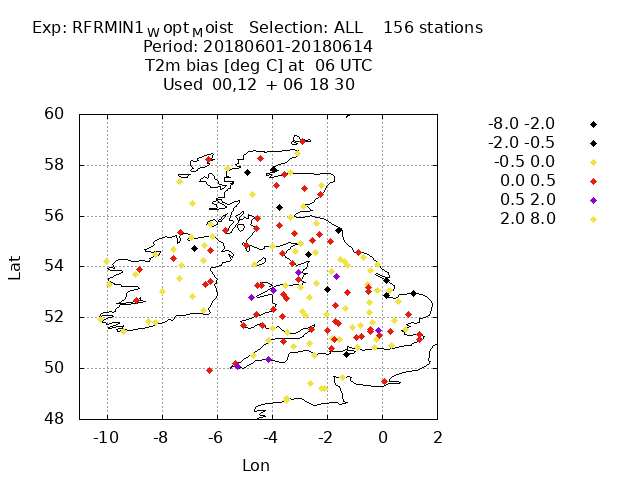 Exp: RFRMIN1 W opt M oist Selection: ALL 156 stations
Period: 20180601-20180614
T2m bias [deg C] at 06 UTC
Used 00,12 + 06 18 30
-8.0 -2.0
-2.0 -0.5
-0.5 0.0
0.0 0.5
0.5 2.0
2.0 8.0
60
58
56
54
52
50
48
Lat
-10 -8 -6 -4 -2 0 2
Lon